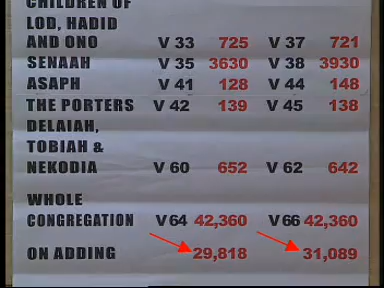 CHILDREN OF
LOD, HADID
AND ONO V 33 725 V 37 721
SENAAH V 35 3630 V 38 3930
ASAPH V 41 128 V 44 148
THE PORTERS V 42 139 V 45 138
DELAIAH,
TOBIAH &
NEKODIA V 60 652 V 62 642
WHOLE
CONGREGATION V 64 42,360 V 66 42,360
ON ADDING 29,818 31,089